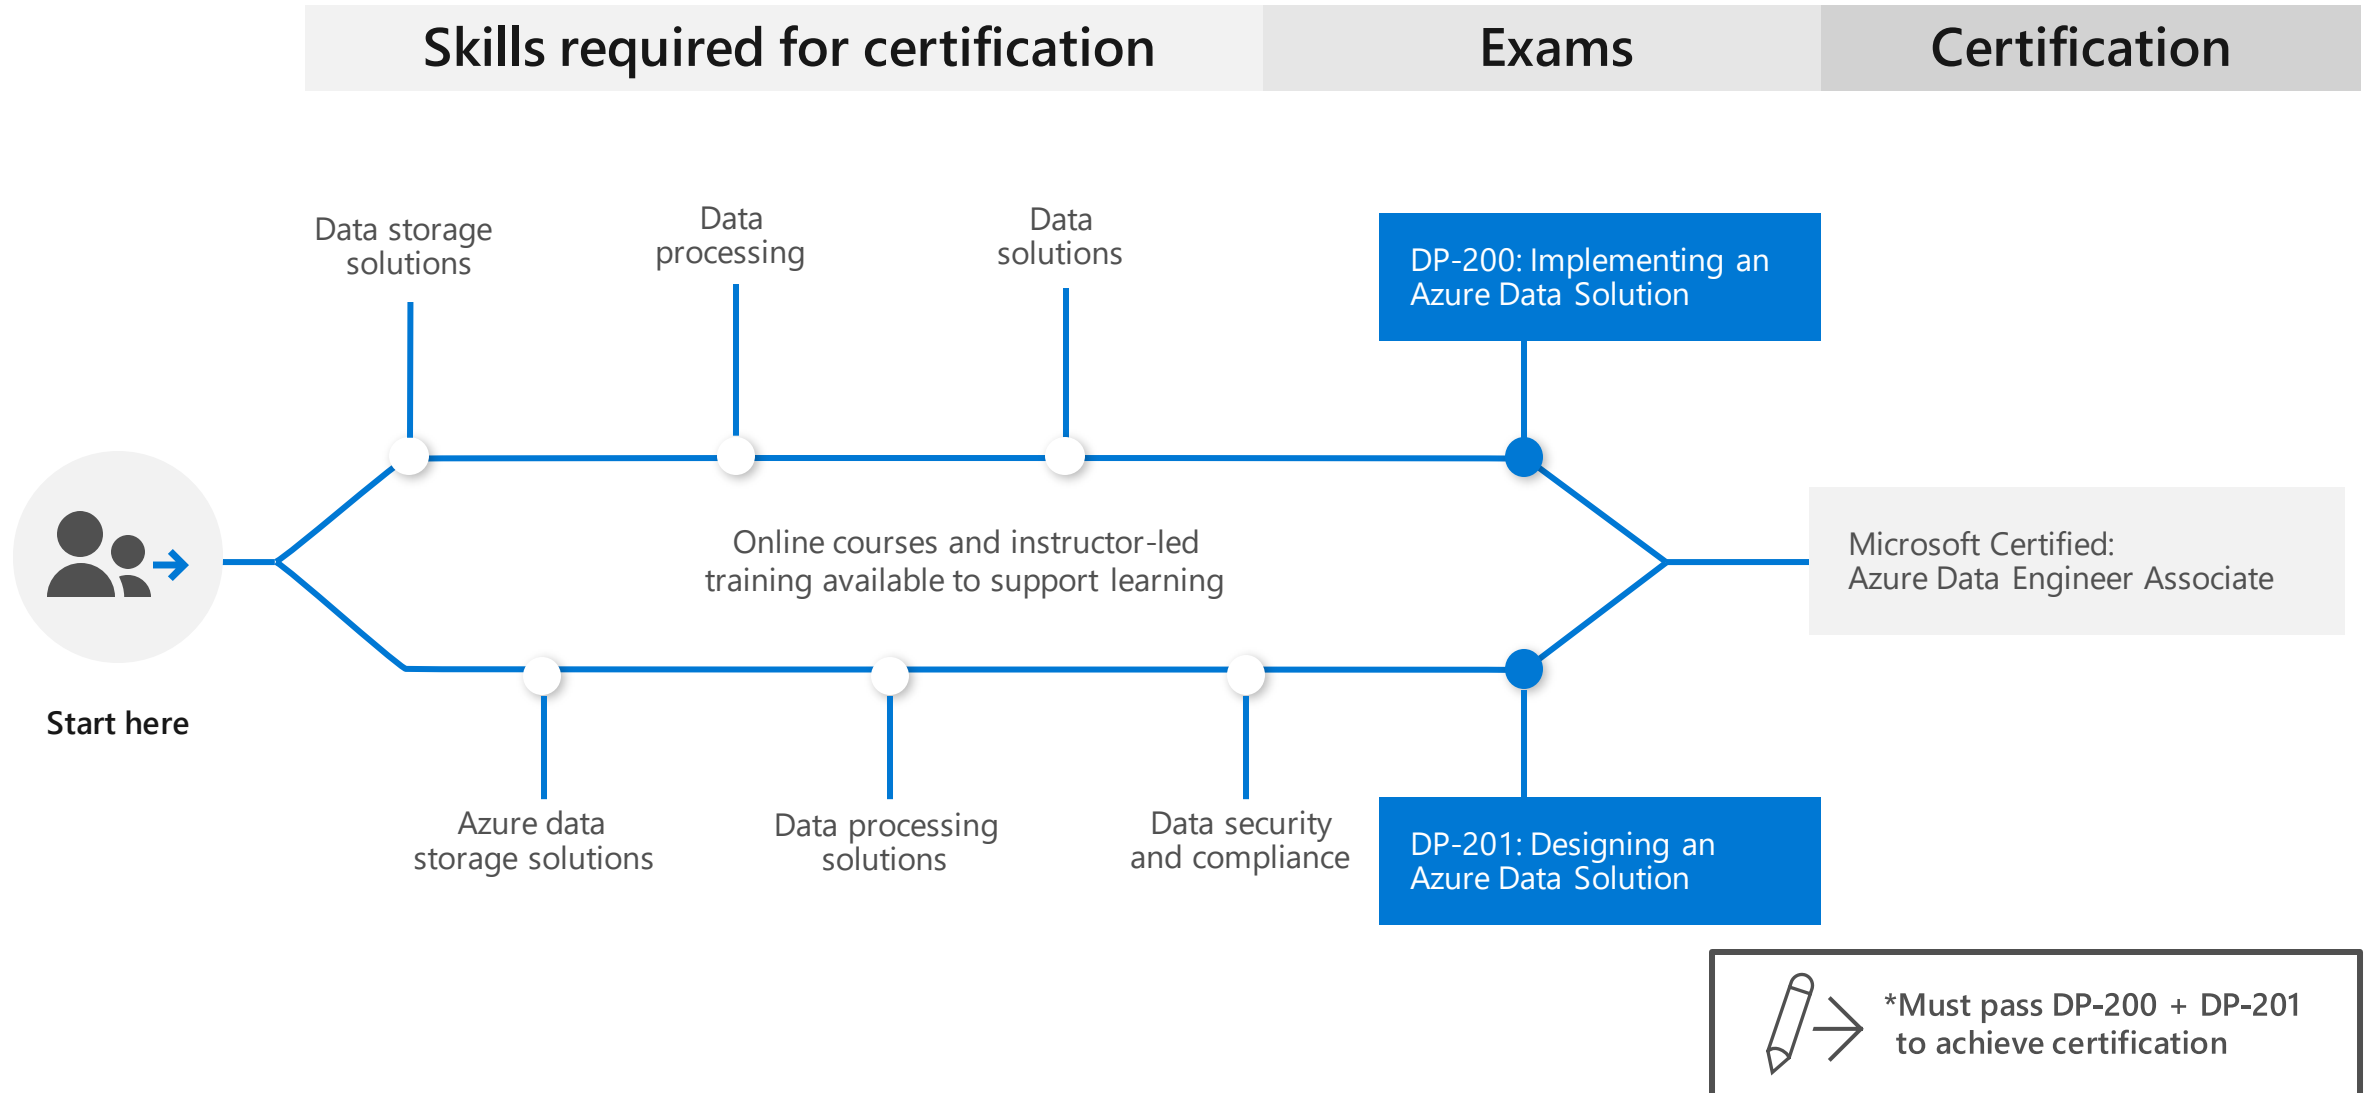 Skills required for certification
Exams
Certification
Data storage
solutions
Data
processing
Data
solutions
DP-200: Implementing an
Azure Data Solution
Online courses and instructor-led
training available to support learning
Microsoft Certified:
Azure Data Engineer Associate
Start here
Azure data
storage solutions
Data processing
solutions
Data security
and compliance
DP-201: Designing an
Azure Data Solution
*Must pass DP-200 + DP-201
to achieve certification